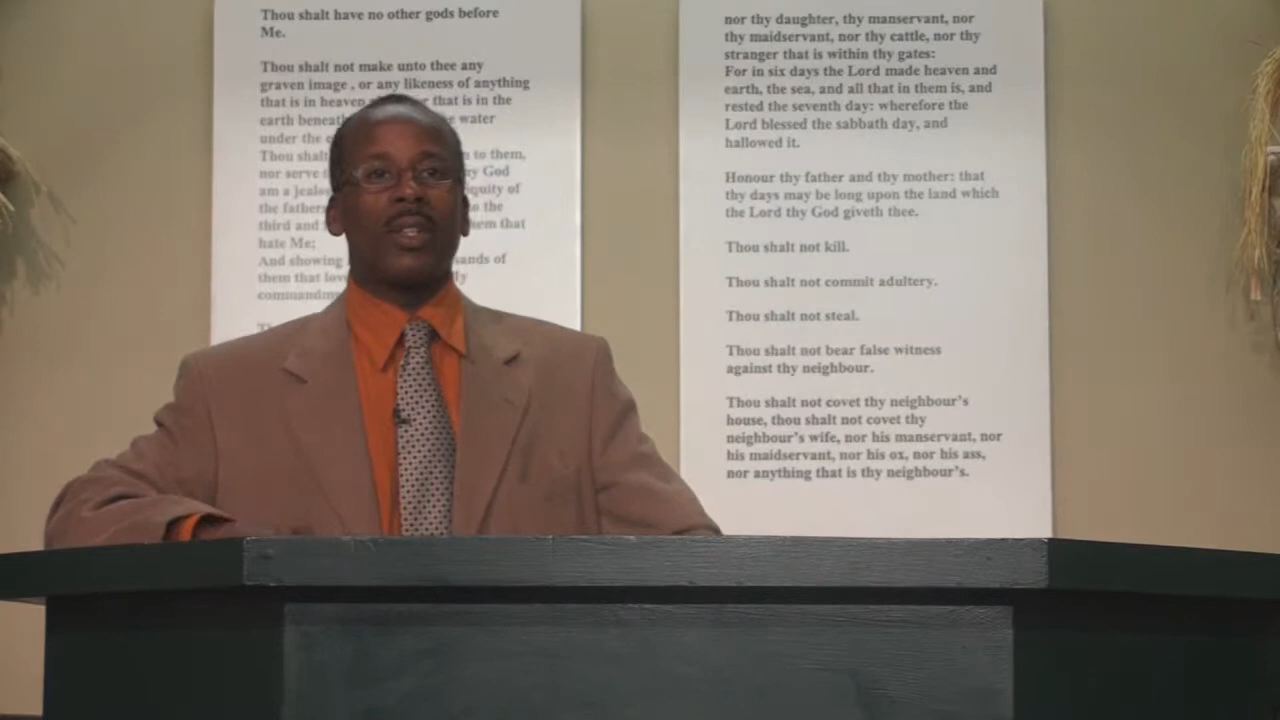 Thou shalt have no other gods before
Me.
Thou shalt not make unto thee any
graven image , or any likeness of anything
that is in heaven that is in the
earth water
under the
Thou shalt to them,
nor serve God
am a
the fathers the
third and that
hate Me;
And showing of
them that
nor thy daughter, thy manservant, nor
thy maidservant, nor thy cattle, nor thy
stranger that is within thy gates:
For in six days the Lord made heaven and
earth, the sea, and all that in them is, and
rested the seventh day: wherefore the
Lord blessed the sabbath day, and
hallowed it.
Honour thy father and thy mother: that
thy days may be long upon the land which
the Lord thy God giveth thee.
Thou shalt not kill.
Thou shalt not commit adultery.
Thou shalt not steal.
Thou shalt not bear false witness
against thy neighbour.
Thou shalt not covet thy neighbour's
house, thou shalt not covet thy
neighbour's wife, nor his manservant, nor
his maidservant, nor his ox, nor his ass,
nor anything that is thy neighbour's.